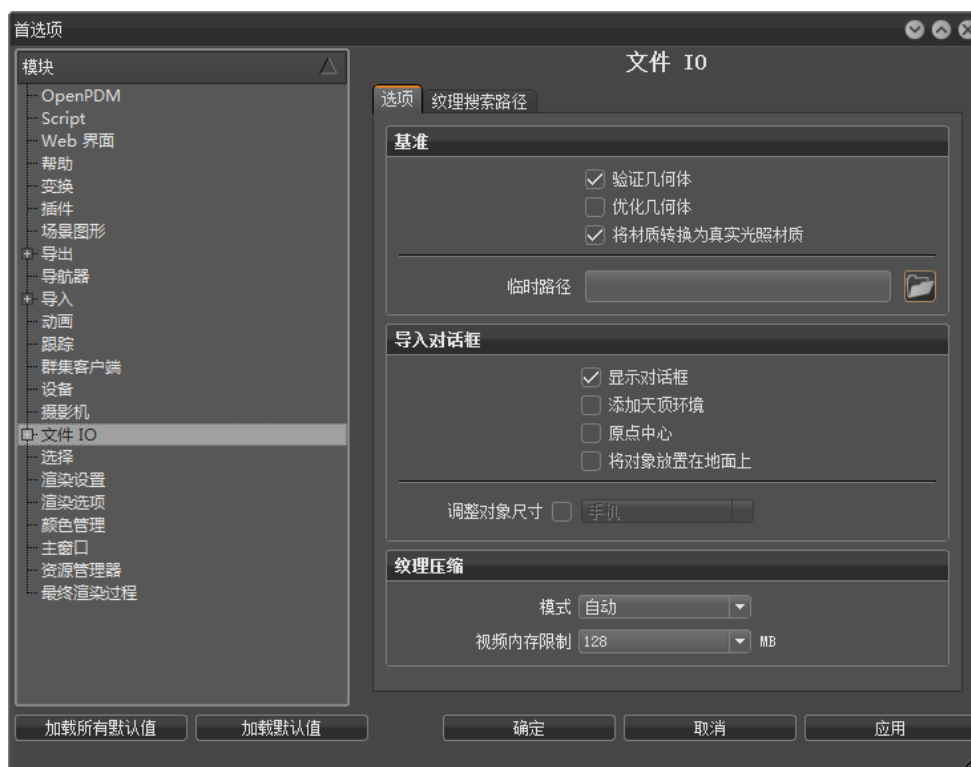 首选项
模块
OpenPDM
Script
Web 界面
帮助
变换
插件
场景图形
导出
导航器
导入
动画
跟踪
群集客户端
设备
摄影机
文件 IO
选择
渲染设置
渲染选项
颜色管理
主窗口
资源管理器
最终渲染过程
文件 IO
选项
纹理搜索路径
基准
验证几何体
优化几何体
将材质转换为真实光照材质
临时路径
导入对话框
显示对话框
添加天顶环境
原点中心
将对象放置在地面上
调整对象尺寸 手机
纹理压缩
模式 自动
视频内存限制 128 MB
加载所有默认值 加载默认值 确定 取消 应用